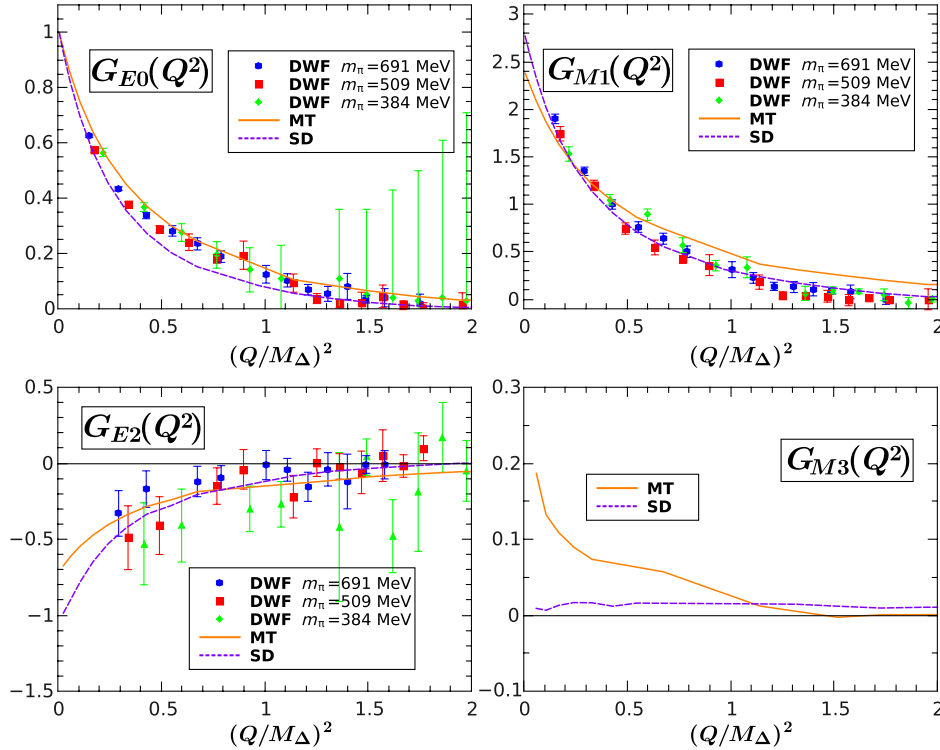 G_{E0}(Q^2)
DWF m_π=691 MeV
DWF m_π=509 MeV
DWF m_π=384 MeV
MT
SD
1
0.8
0.6
0.4
0.2
0
0 0.5 1 1.5 2
(Q/M_Δ)^2
G_{M1}(Q^2)
DWF m_π=691 MeV
DWF m_π=509 MeV
DWF m_π=384 MeV
MT
SD
3
2.5
2
1.5
1
0.5
0
0 0.5 1 1.5 2
(Q/M_Δ)^2
G_{E2}(Q^2)
0.5
0
−0.5
−1
−1.5
DWF m_π=691 MeV
DWF m_π=509 MeV
DWF m_π=384 MeV
MT
SD
0 0.5 1 1.5 2
(Q/M_Δ)^2
G_{M3}(Q^2)
MT
SD
0.3
0.2
0.1
0
−0.1
0 0.5 1 1.5 2
(Q/M_Δ)^2